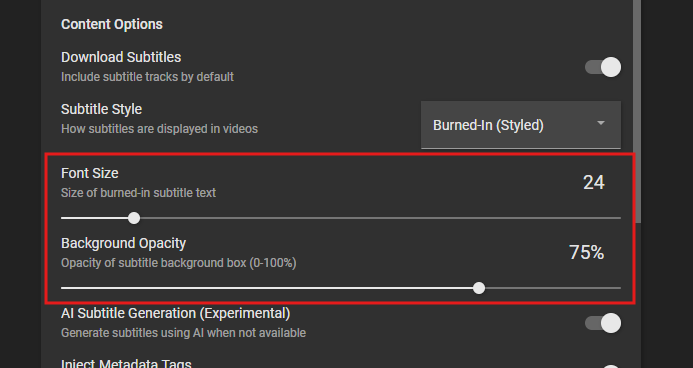 Content Options
Download Subtitles
Include subtitle tracks by default
Subtitle Style
How subtitles are displayed in videos
Burned-In (Styled)
Font Size
Size of burned-in subtitle text
24
Background Opacity
Opacity of subtitle background box (0-100%)
75%
AI Subtitle Generation (Experimental)
Generate subtitles using AI when not available
Inject Metadata Tags